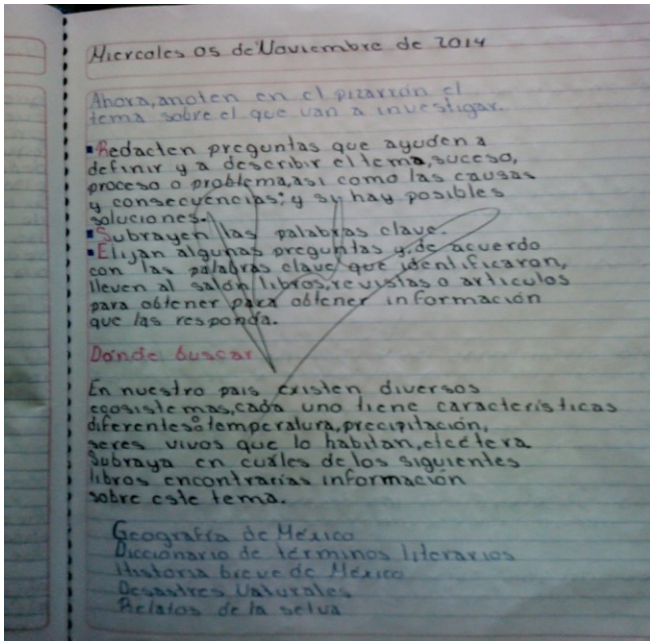 Miercoles 05 de Noviembre de 2014
Ahora, anoten en el pizarrón el
tema sobre el que van a investigar.
▪Redacten preguntas que ayuden a
definir y a describir el tema, suceso,
proceso o problema, asi como las causas
y consecuencias; y si hay posibles
soluciones.
▪Subrayen las palabras clave.
▪Elijan algunas preguntas y, de acuerdo
con las palabras clave que identificaron,
lleven al salón libros, revistas o articulos
para obtener para obtener información
que las responda.
Donde buscar
En nuestro pais existen diversos
ecosistemas, cada uno tiene características
diferentes: temperatura, precipitación,
seres vivos que lo habitan, etcétera
Subraya en cuáles de los siguientes
libros encontrarías información
sobre este tema.
Geografía de México
Diccionario de términos literarios
Historia breve de México
Desastres Naturales
Relatos de la selva